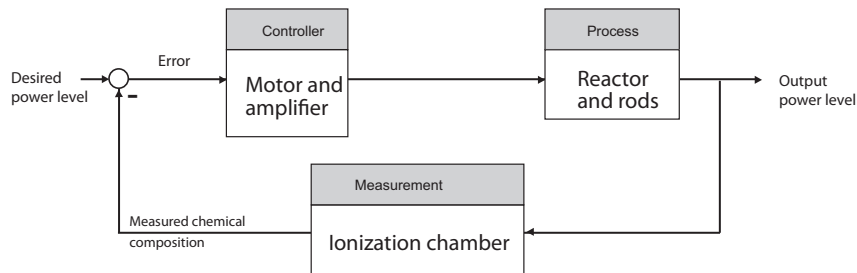 Controller
Process
Desired
power level
Error
Motor and
amplifier
Reactor
and rods
Output
power level
-
Measurement
Measured chemical
composition
Ionization chamber